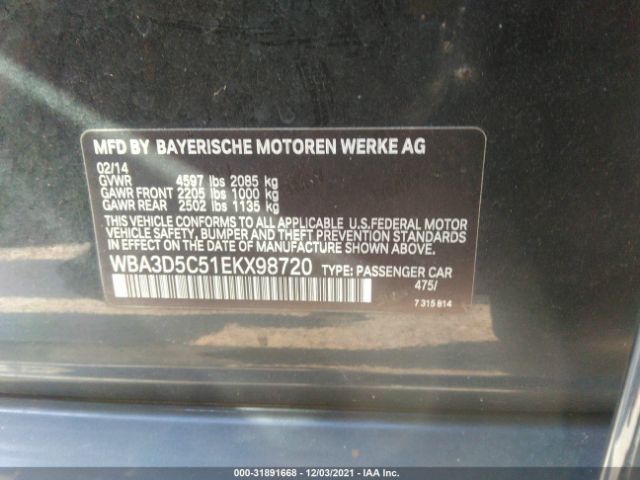 MFD BY BAYERISCHE MOTOREN WERKE AG
02/14
GVWR 4597 lbs 2085 kg
GAWR FRONT 2205 lbs 1000 kg
GAWR REAR 2502 lbs 1135 kg
THIS VEHICLE CONFORMS TO ALL APPLICABLE U.S.FEDERAL MOTOR
VEHICLE SAFETY, BUMPER AND THEFT PREVENTION STANDARDS
IN EFFECT ON THE DATE OF MANUFACTURE SHOWN ABOVE.
WBA3D5C51EKX98720 TYPE: PASSENGER CAR
475/
7 315 814
000-31891668 - 12/03/2021 - IAA Inc.